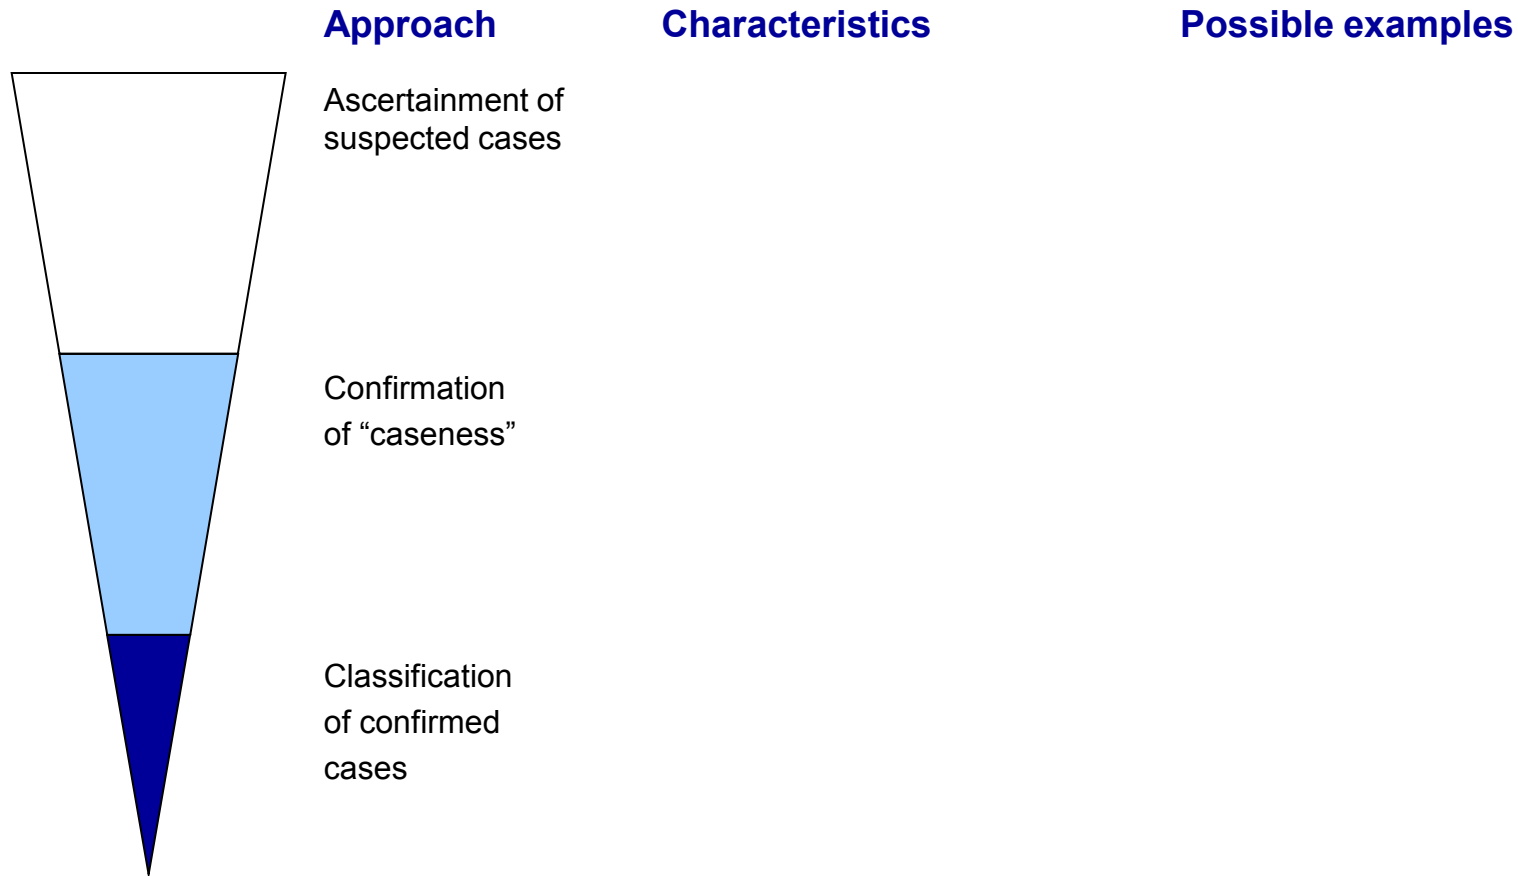 Approach Characteristics Possible examples
Ascertainment of
suspected cases
Confirmation
of “caseness”
Classification
of confirmed
cases